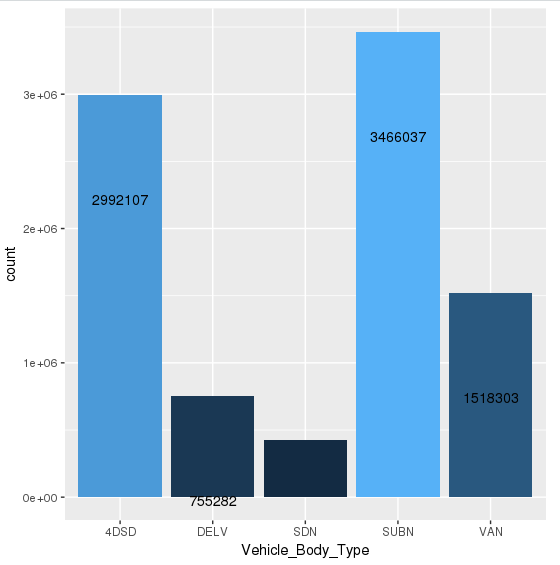 3e+06
3466037
2992107
2e+06
count
1e+06
1518303
755282
0e+00
4DSD DELV SDN SUBN VAN
Vehicle_Body_Type